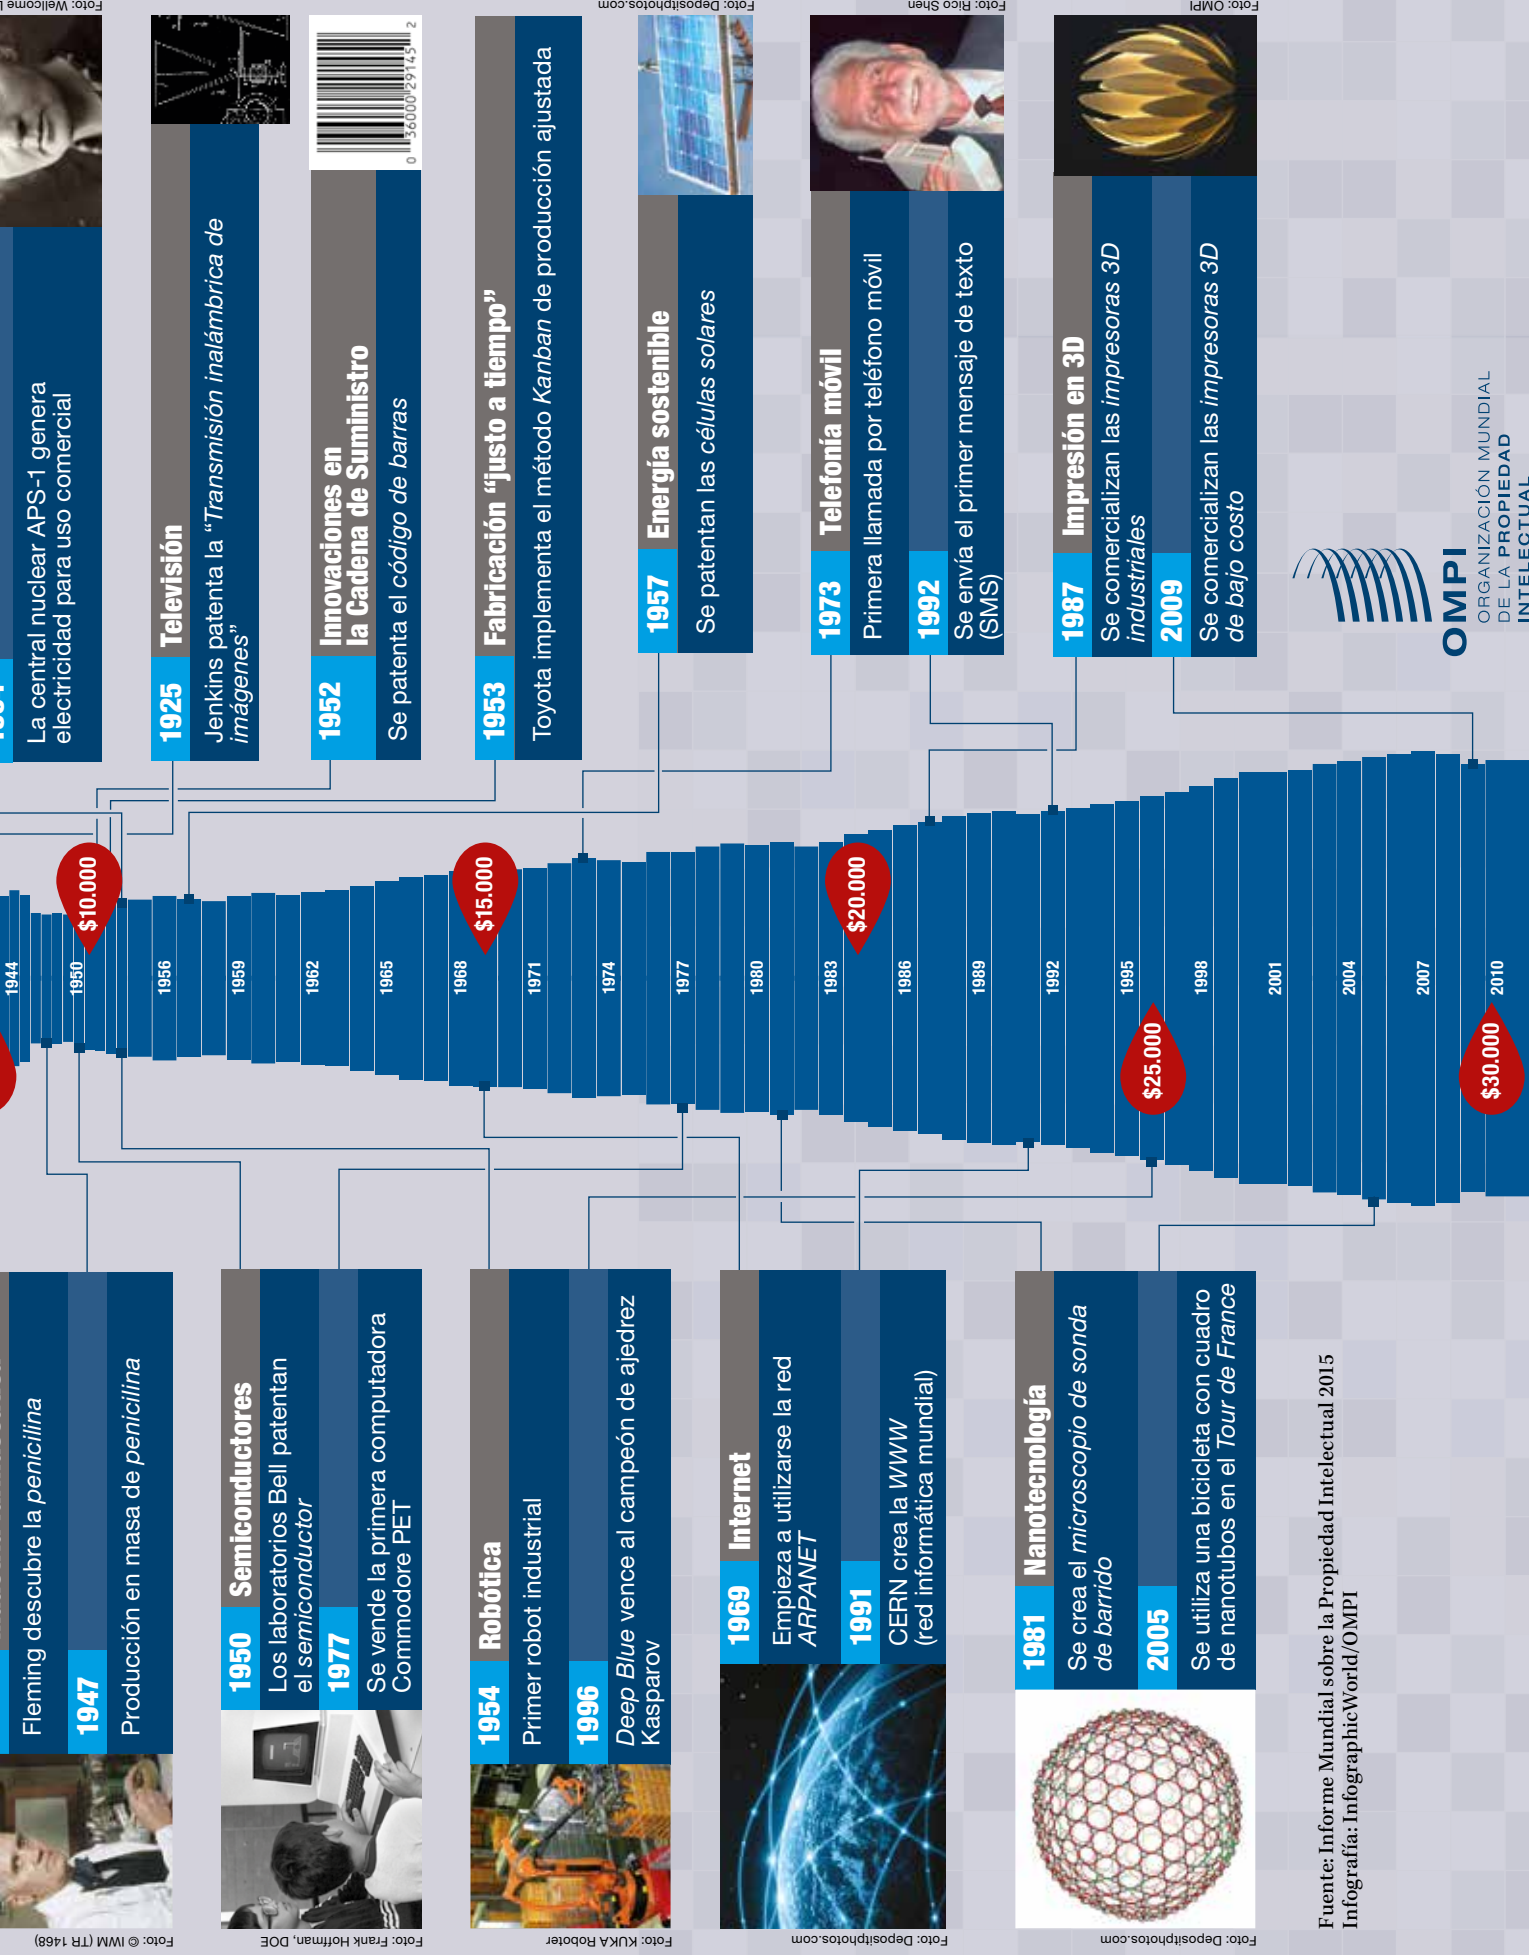 Foto: Wellcome
La central nuclear APS-1 genera
electricidad para uso comercial
1925 Televisión
Jenkins patenta la “Transmisión inalámbrica de
imágenes”
1952 Innovaciones en
la Cadena de Suministro
Se patenta el código de barras
0 36000 29145 2
1953 Fabricación “justo a tiempo”
Toyota implementa el método Kanban de producción ajustada
Foto: Depositphotos.com
1957 Energía sostenible
Se patentan las células solares
Foto: Rico Shen
1973 Telefonía móvil
Primera llamada por teléfono móvil
1992
Se envía el primer mensaje de texto
(SMS)
Foto: OMPI
1987 Impresión en 3D
Se comercializan las impresoras 3D
industriales
2009
Se comercializan las impresoras 3D
de bajo costo
OMPI
ORGANIZACIÓN MUNDIAL
DE LA PROPIEDAD
INTELECTUAL
$10.000
$15.000
$20.000
$25.000
$30.000
1944
1950
1956
1959
1962
1965
1968
1971
1974
1977
1980
1983
1986
1989
1992
1995
1998
2001
2004
2007
2010
Fleming descubre la penicilina
1947
Producción en masa de penicilina
Foto: © IWM (TR 1468)
1950 Semiconductores
Los laboratorios Bell patentan
el semiconductor
1977
Se vende la primera computadora
Commodore PET
Foto: Frank Hoffman, DOE
1954 Robótica
Primer robot industrial
1996
Deep Blue vence al campeón de ajedrez
Kasparov
Foto: KUKA Roboter
1969 Internet
Empieza a utilizarse la red
ARPANET
1991
CERN crea la WWW
(red informática mundial)
Foto: Depositphotos.com
1981 Nanotecnología
Se crea el microscopio de sonda
de barrido
2005
Se utiliza una bicicleta con cuadro
de nanotubos en el Tour de France
Foto: Depositphotos.com
Fuente: Informe Mundial sobre la Propiedad Intelectual 2015
Infografía: InfographicWorld/OMPI